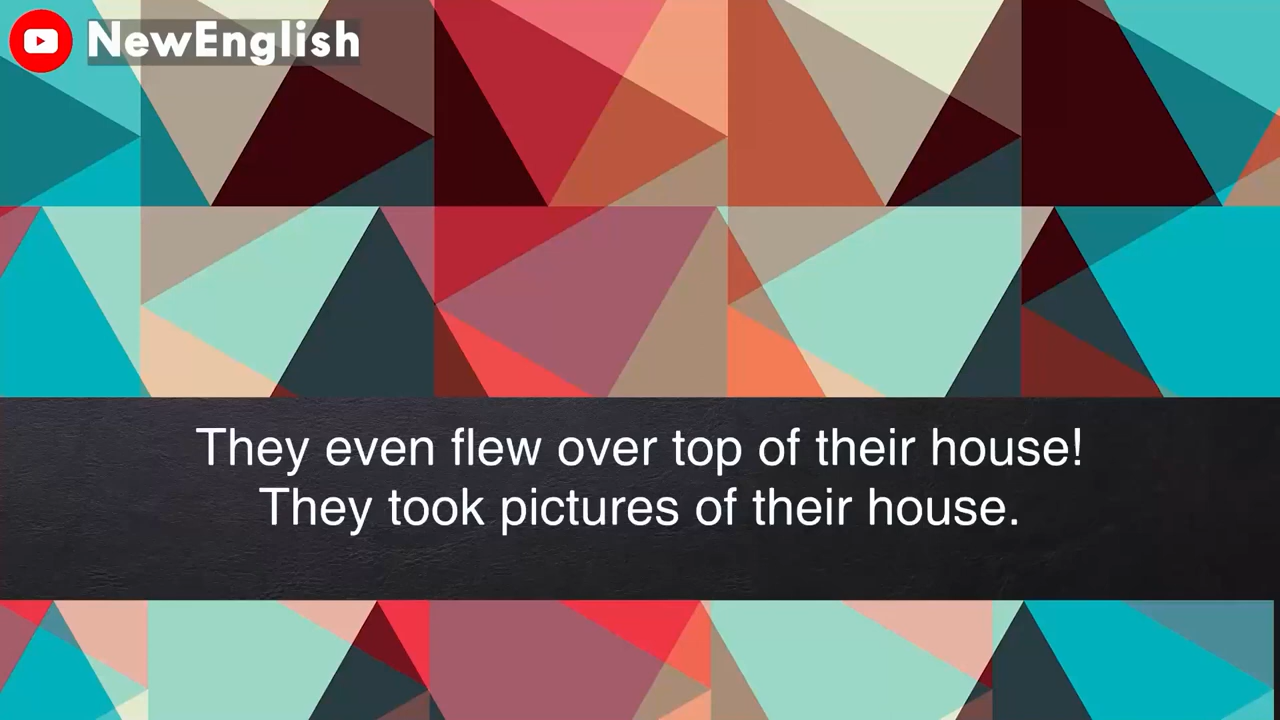 NewEnglish
They even flew over top of their house!
They took pictures of their house.